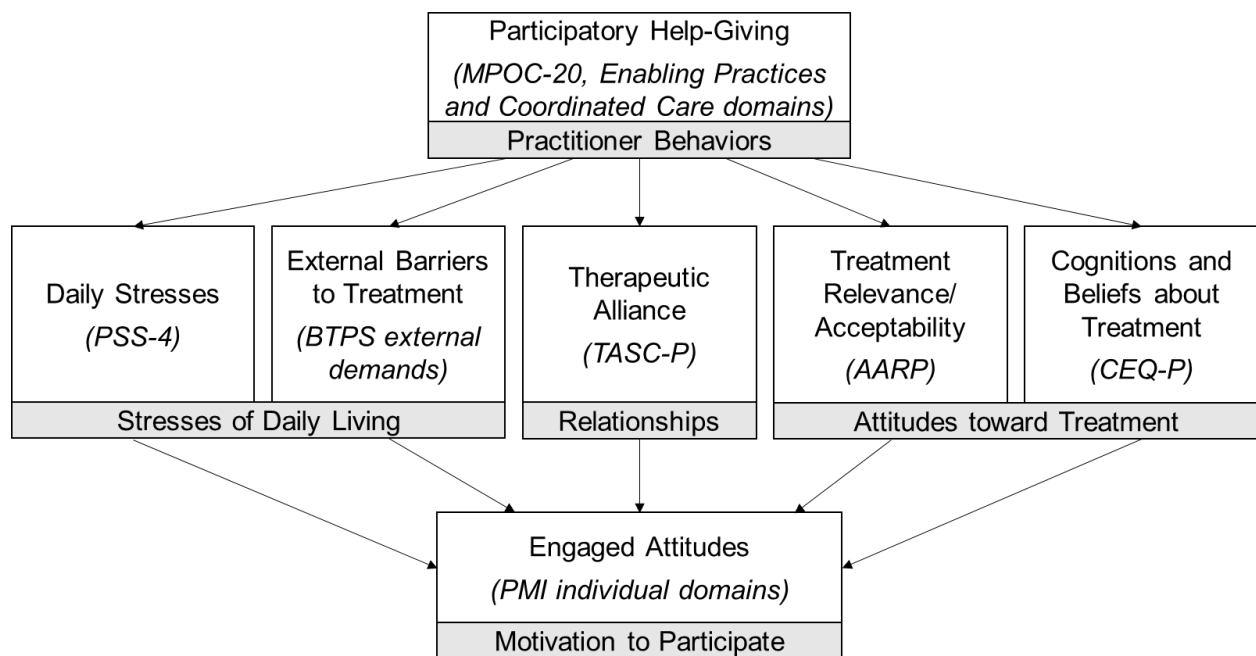 Participatory Help-Giving
(MPOC-20, Enabling Practices
and Coordinated Care domains)
Practitioner Behaviors
Daily Stresses
(PSS-4)
External Barriers
to Treatment
(BTPS external
demands)
Stresses of Daily Living
Therapeutic
Alliance
(TASC-P)
Relationships
Treatment
Relevance/
Acceptability
(AARP)
Cognitions and
Beliefs about
Treatment
(CEQ-P)
Attitudes toward Treatment
Engaged Attitudes
(PMI individual domains)
Motivation to Participate